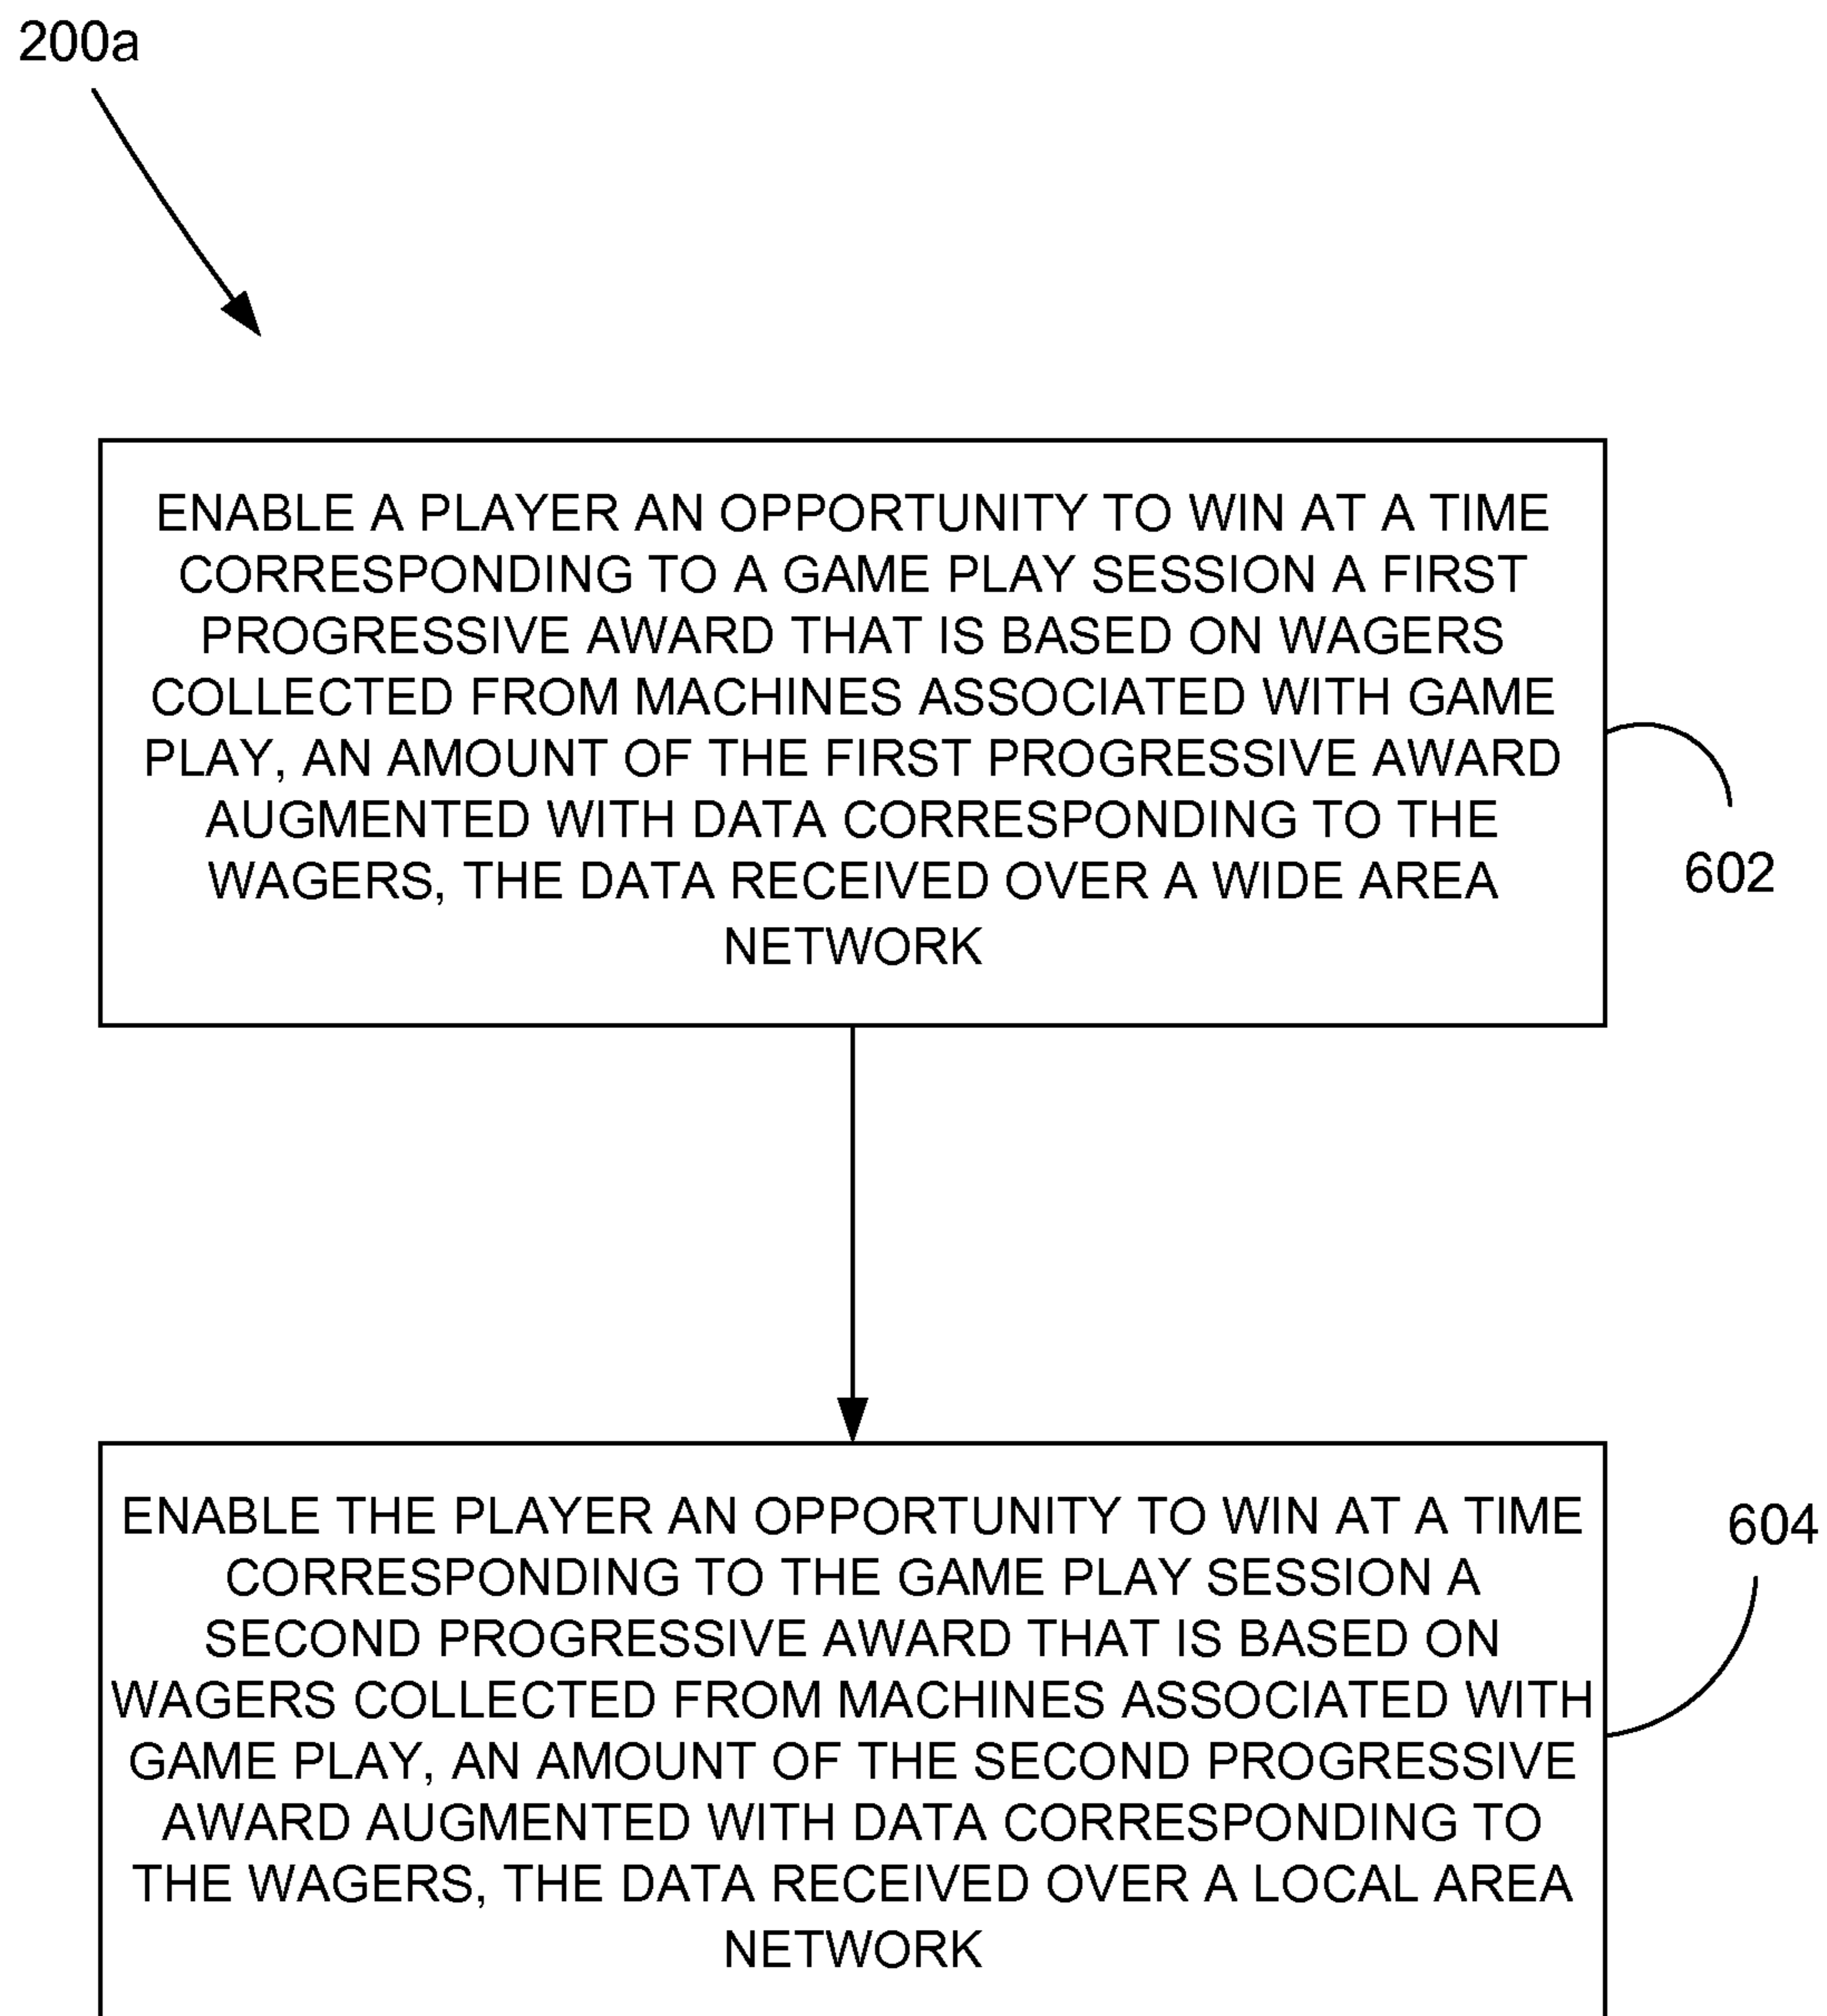 200a
ENABLE A PLAYER AN OPPORTUNITY TO WIN AT A TIME
CORRESPONDING TO A GAME PLAY SESSION A FIRST
PROGRESSIVE AWARD THAT IS BASED ON WAGERS
COLLECTED FROM MACHINES ASSOCIATED WITH GAME
PLAY, AN AMOUNT OF THE FIRST PROGRESSIVE AWARD
AUGMENTED WITH DATA CORRESPONDING TO THE
WAGERS, THE DATA RECEIVED OVER A WIDE AREA
NETWORK
602
ENABLE THE PLAYER AN OPPORTUNITY TO WIN AT A TIME
CORRESPONDING TO THE GAME PLAY SESSION A
SECOND PROGRESSIVE AWARD THAT IS BASED ON
WAGERS COLLECTED FROM MACHINES ASSOCIATED WITH
GAME PLAY, AN AMOUNT OF THE SECOND PROGRESSIVE
AWARD AUGMENTED WITH DATA CORRESPONDING TO
THE WAGERS, THE DATA RECEIVED OVER A LOCAL AREA
NETWORK
604